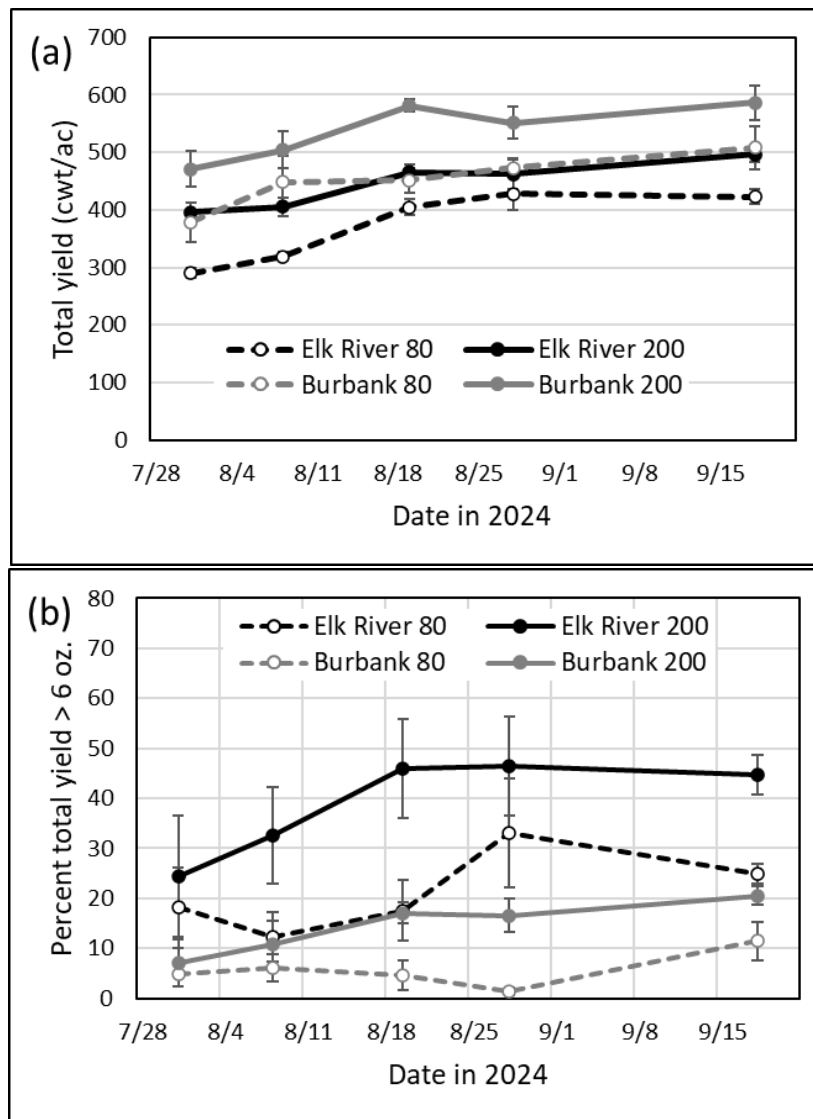 (a)
700
600
500
400
300
200
100
0
Total yield (cwt/ac)
Elk River 80 Elk River 200
Burbank 80 Burbank 200
7/28 8/4 8/11 8/18 8/25 9/1 9/8 9/15
Date in 2024
(b)
80
70
60
50
40
30
20
10
0
Percent total yield > 6 oz.
Elk River 80 Elk River 200
Burbank 80 Burbank 200
7/28 8/4 8/11 8/18 8/25 9/1 9/8 9/15
Date in 2024